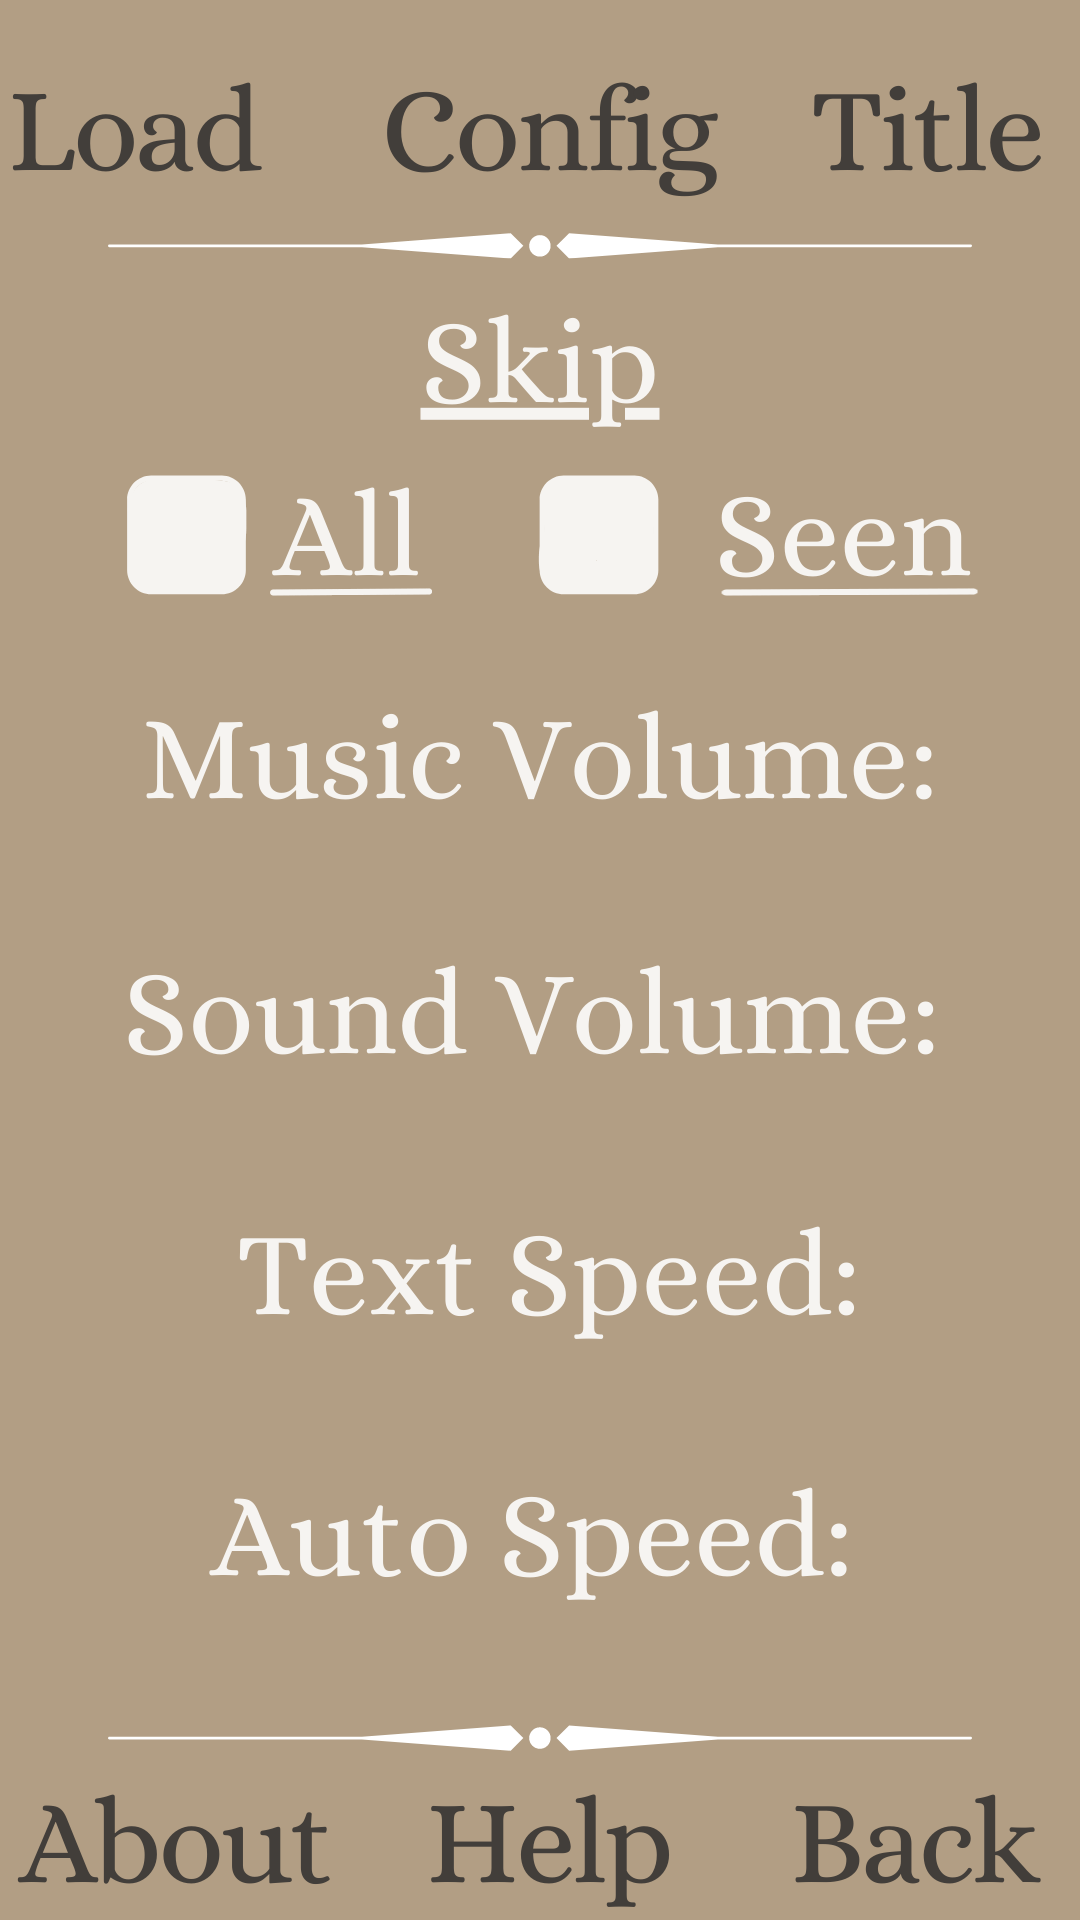 Load Config Title
Skip
All Seen
Music Volume:
Sound Volume:
Text Speed:
Auto Speed:
About Help Back